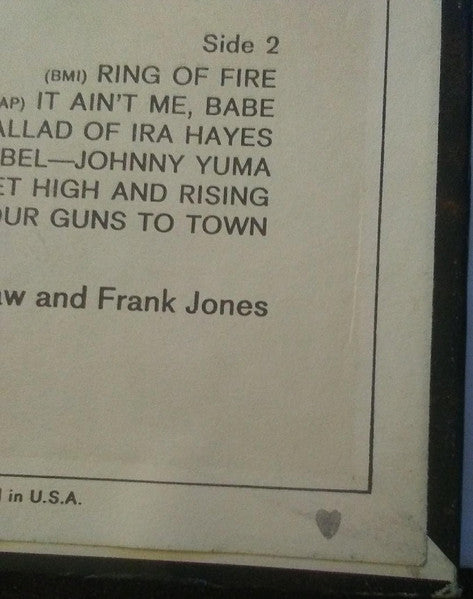 Side 2
(BMI) RING OF FIRE
AP) IT AIN'T ME, BABE
ALLAD OF IRA HAYES
BEL—JOHNNY YUMA
ET HIGH AND RISING
OUR GUNS TO TOWN
aw and Frank Jones
in U.S.A.